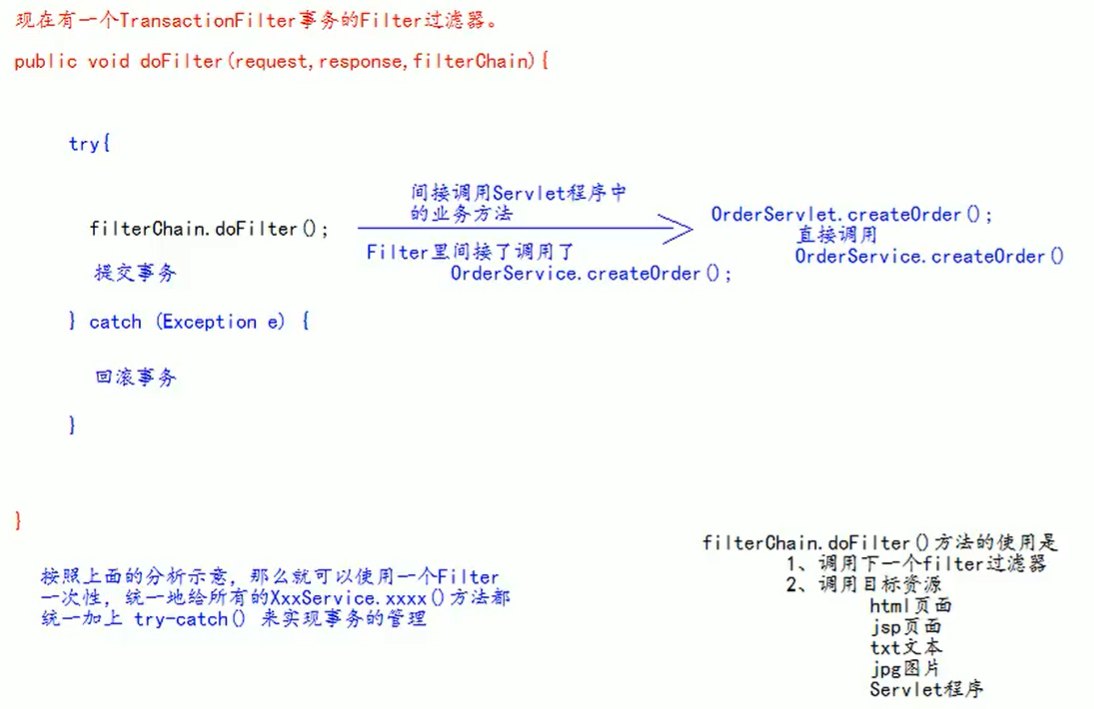 现在有一个TransactionFilter事务的Filter过滤器。
public void doFilter(request,response,filterChain){
try{
间接调用Servlet程序中
的业务方法
filterChain.doFilter();
OrderServlet.createOrder();
直接调用
OrderService.createOrder()
Filter里间接了调用了
OrderService.createOrder();
提交事务
} catch (Exception e) {
回滚事务
}
}
按照上面的分析示意，那么就可以使用一个Filter
一次性，统一地给所有的XxxService.xxxx()方法都
统一加上 try-catch() 来实现事务的管理
filterChain.doFilter()方法的使用是
1、调用下一个filter过滤器
2、调用目标资源
html页面
jsp页面
txt文本
jpg图片
Servlet程序